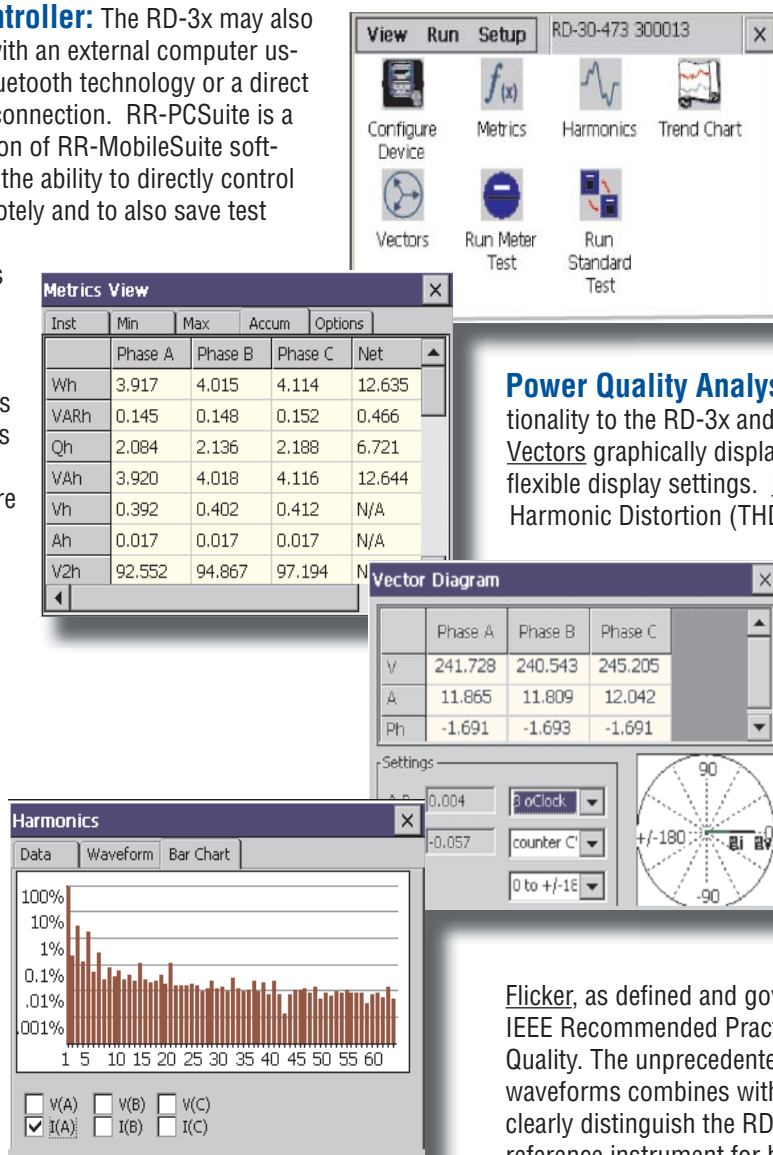 ntroller: The RD-3x may also
with an external computer us-
uetooth technology or a direct
connection. RR-PCSuite is a
on of RR-MobileSuite soft-
the ability to directly control
otely and to also save test
s
s
s
re
View Run Setup RD-30-473 300013 X
Configure Device
Metrics
Harmonics
Trend Chart
Vectors
Run Meter Test
Run Standard Test
Metrics View X
Inst Min Max Accum Options
Phase A Phase B Phase C Net
Wh 3.917 4.015 4.114 12.635
VARh 0.145 0.148 0.152 0.466
Qh 2.084 2.136 2.188 6.721
VAh 3.920 4.018 4.116 12.644
Vh 0.392 0.402 0.412 N/A
Ah 0.017 0.017 0.017 N/A
V2h 92.552 94.867 97.194 N
Power Quality Analys
tionality to the RD-3x and
Vectors graphically displa
flexible display settings.
Harmonic Distortion (THD
Vector Diagram X
Phase A Phase B Phase C
V 241.728 240.543 245.205
A 11.865 11.809 12.042
Ph -1.691 -1.693 -1.691
Settings
0.004 3 oClock
-0.057 counter C
0 to +/-18
90
+/-180
0
-90
Harmonics X
Data Waveform Bar Chart
100%
10%
1%
0.1%
.01%
.001%
1 5 10 15 20 25 30 35 40 45 50 55 60
V(A) V(B) V(C)
I(A) I(B) I(C)
Flicker, as defined and gov
IEEE Recommended Pract
Quality. The unprecedente
waveforms combines with
clearly distinguish the RD